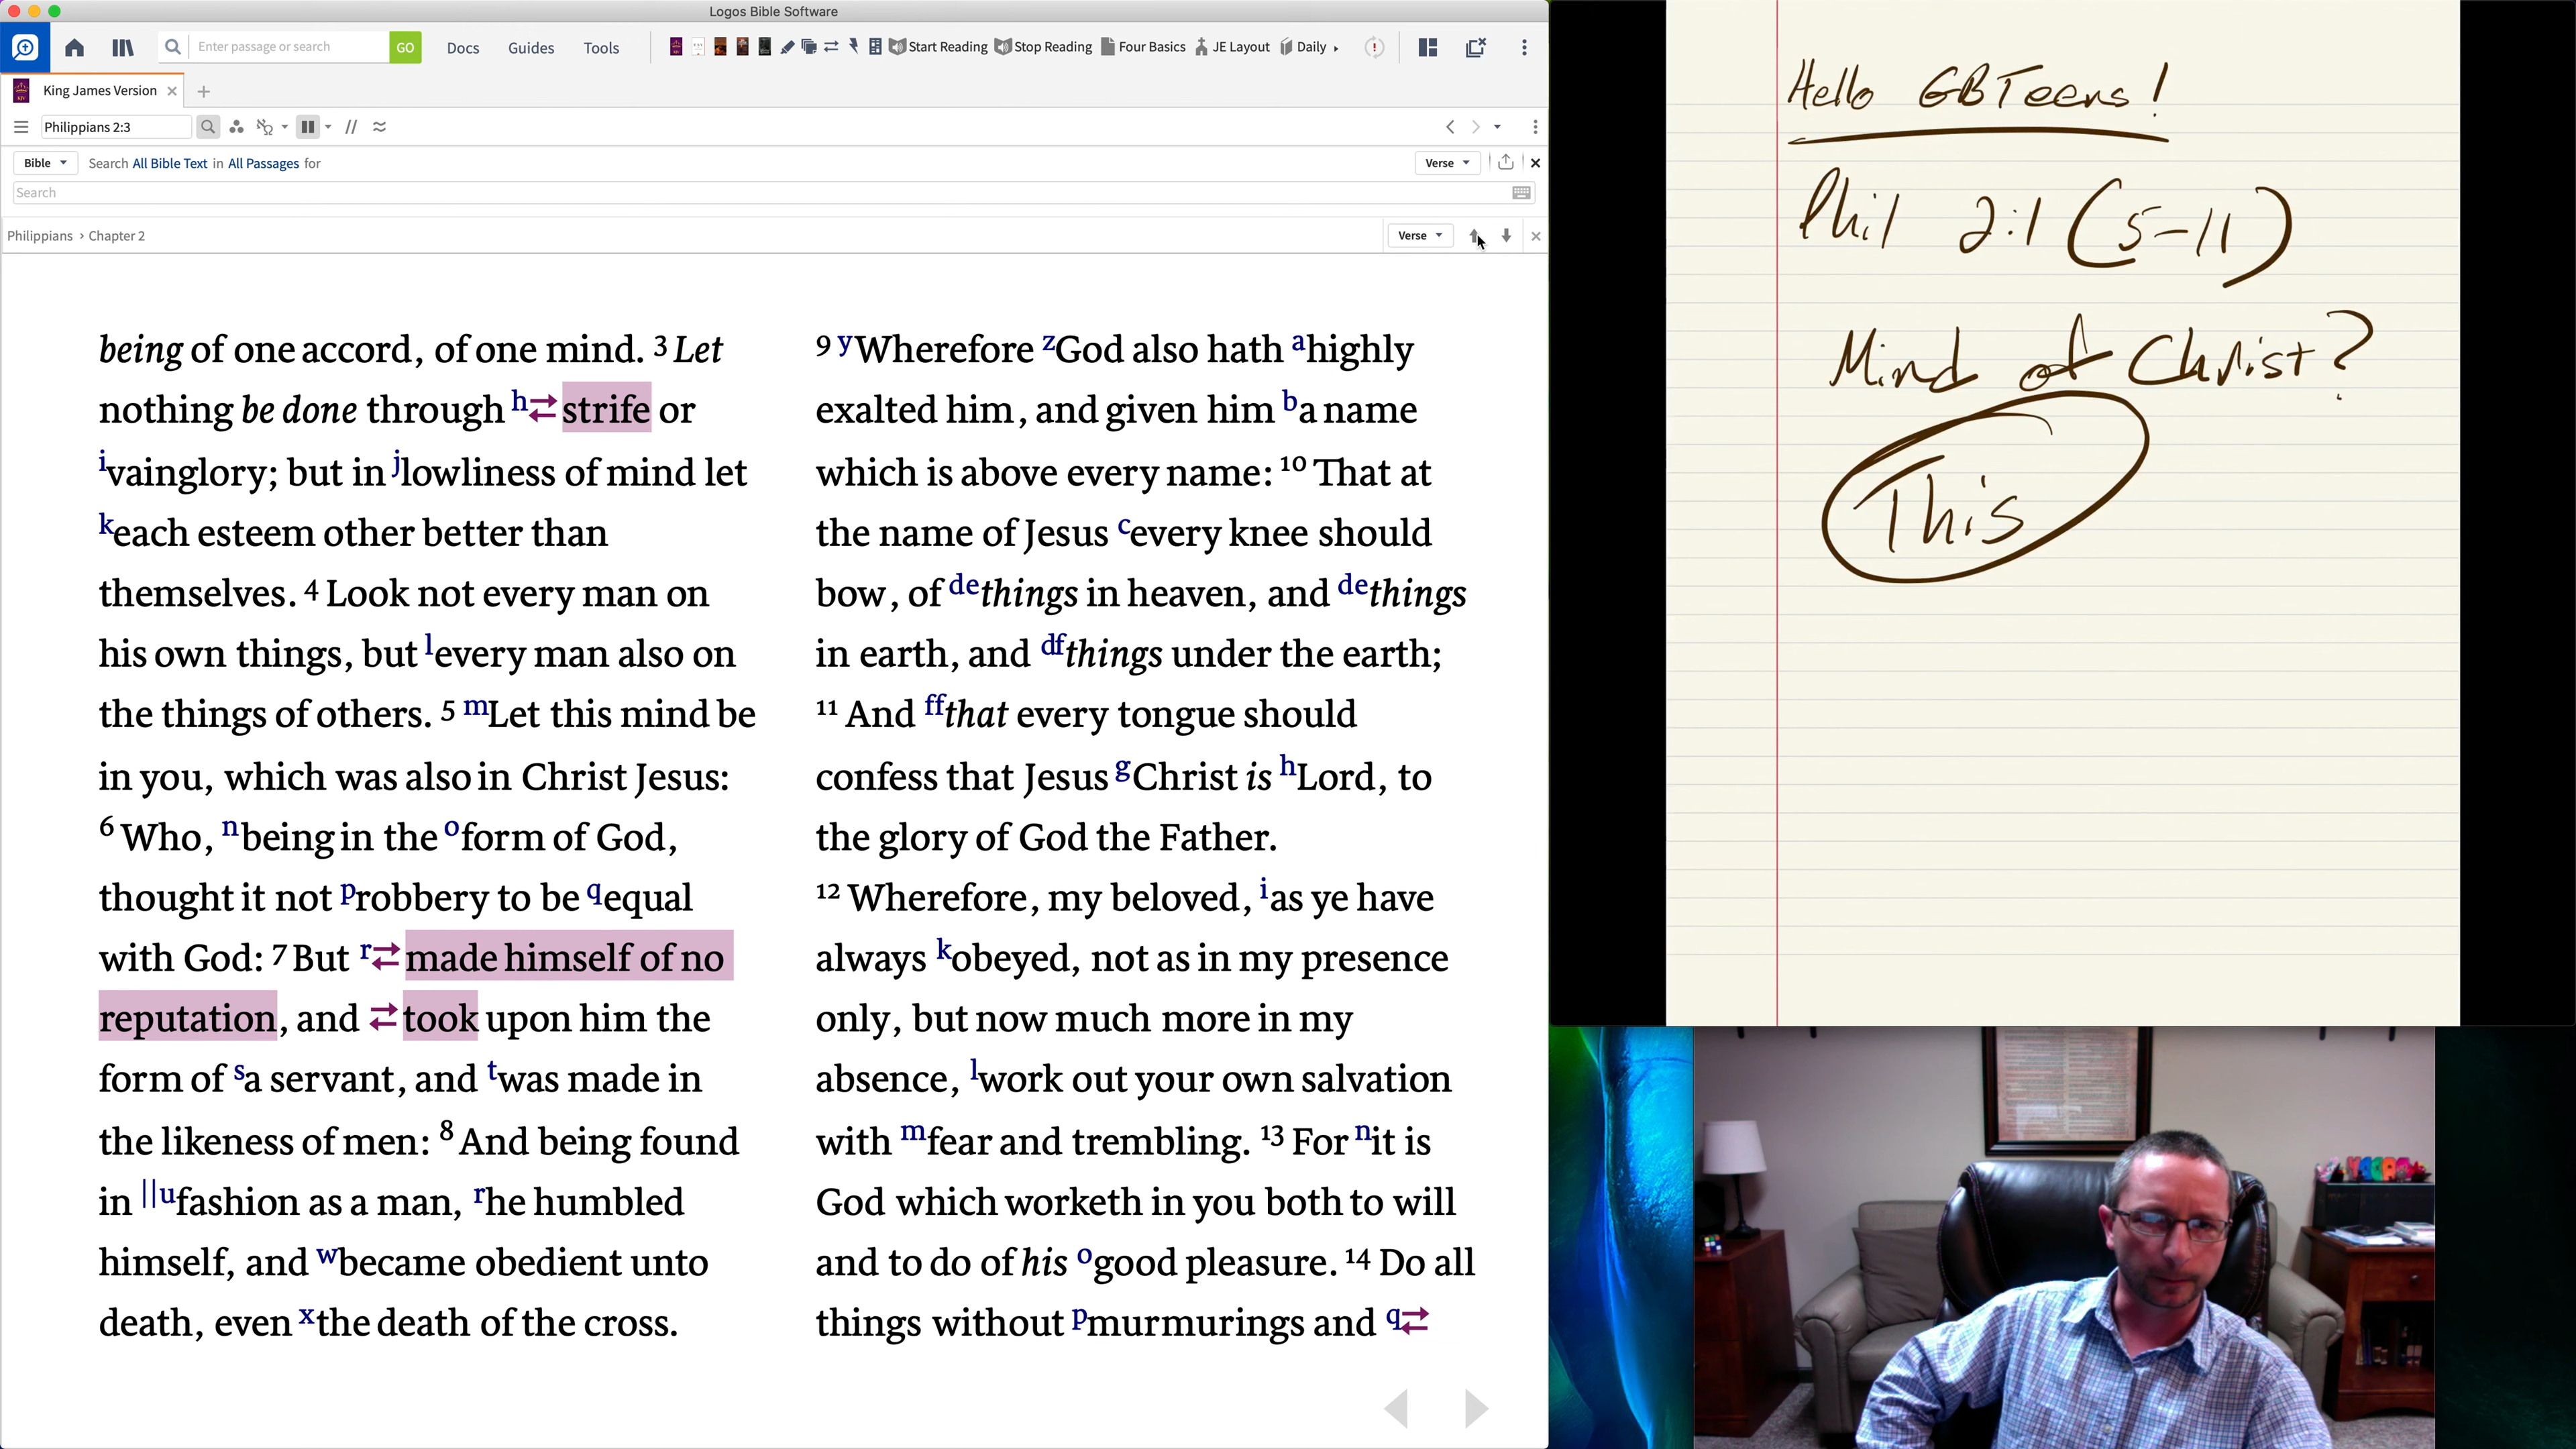 Logos Bible Software
Enter passage or search GO Docs Guides Tools Start Reading Stop Reading Four Basics JE Layout Daily
King James Version
Philippians 2:3
Bible Search All Bible Text in All Passages for Verse
Search
Philippians › Chapter 2 Verse
being of one accord, of one mind. 3 Let
nothing be done through h strife or
i vainglory; but in j lowliness of mind let
k each esteem other better than
themselves. 4 Look not every man on
his own things, but l every man also on
the things of others. 5 m Let this mind be
in you, which was also in Christ Jesus:
6 Who, n being in the o form of God,
thought it not p robbery to be q equal
with God: 7 But r made himself of no
reputation, and took upon him the
form of s a servant, and t was made in
the likeness of men: 8 And being found
in || u fashion as a man, r he humbled
himself, and w became obedient unto
death, even x the death of the cross.
9 y Wherefore z God also hath a highly
exalted him, and given him b a name
which is above every name: 10 That at
the name of Jesus c every knee should
bow, of de things in heaven, and de things
in earth, and df things under the earth;
11 And ff that every tongue should
confess that Jesus g Christ is h Lord, to
the glory of God the Father.
12 Wherefore, my beloved, i as ye have
always k obeyed, not as in my presence
only, but now much more in my
absence, l work out your own salvation
with m fear and trembling. 13 For n it is
God which worketh in you both to will
and to do of his o good pleasure. 14 Do all
things without p murmurings and q
Hello GBTeens!
Phil 2:1 (5-11)
Mind of Christ?
This